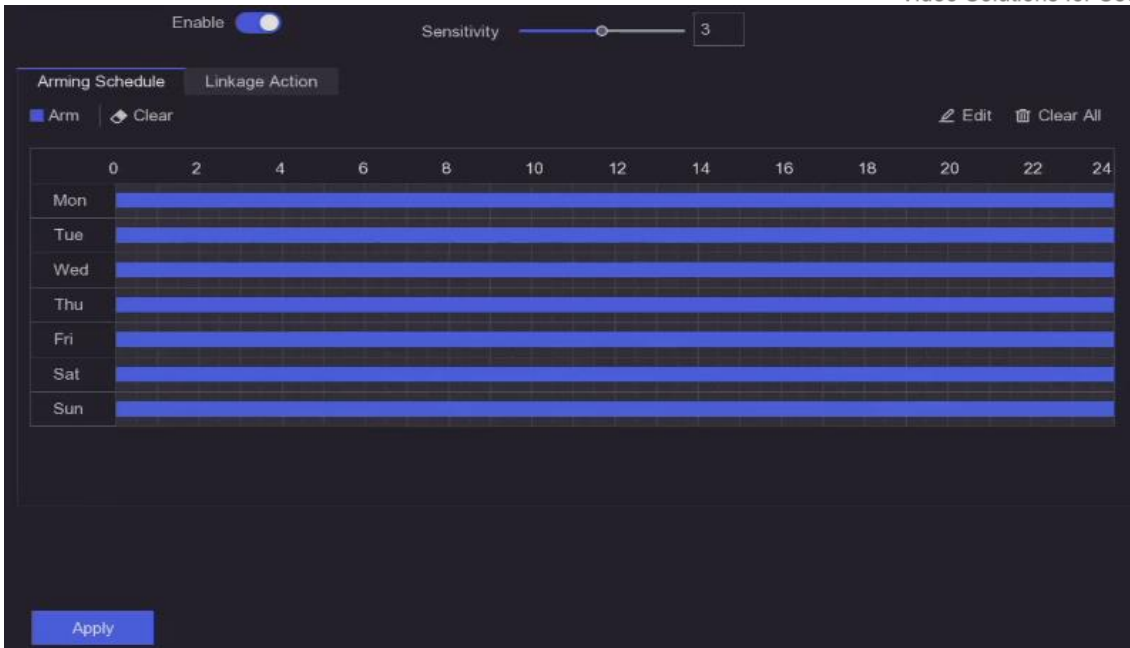 Enable
Sensitivity 3
Arming Schedule Linkage Action
Arm Clear Edit Clear All
0 2 4 6 8 10 12 14 16 18 20 22 24
Mon
Tue
Wed
Thu
Fri
Sat
Sun
Apply